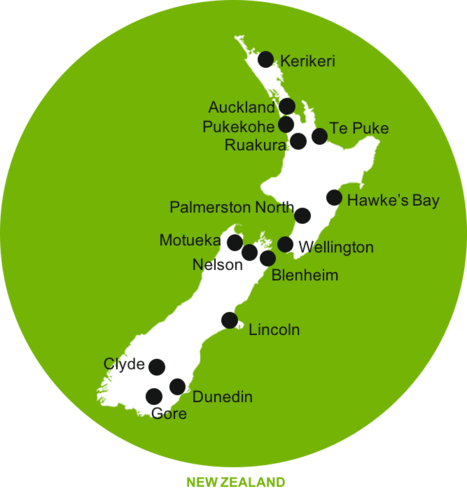 Kerikeri
Auckland
Pukekohe
Te Puke
Ruakura
Hawke's Bay
Palmerston North
Motueka
Wellington
Nelson
Blenheim
Lincoln
Clyde
Dunedin
Gore
NEW ZEALAND